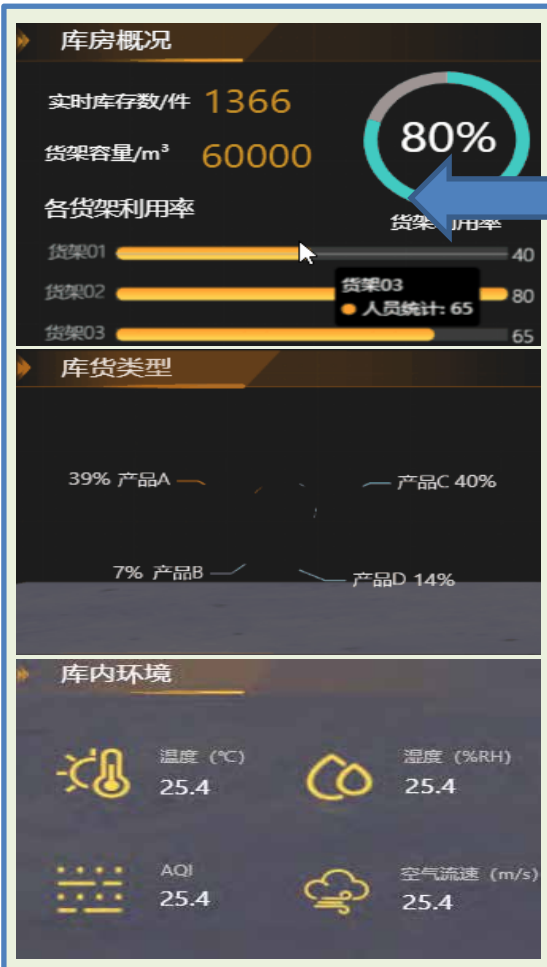 库房概况
实时库存数/件 1366
货架容量/m³ 60000
80%
各货架利用率
货架利用率
货架01 40
货架02 80
货架03
人员统计: 65
货架03 65
库货类型
39% 产品A
产品C 40%
7% 产品B
产品D 14%
库内环境
温度 (℃)
25.4
湿度 (%RH)
25.4
AQI
25.4
空气流速 (m/s)
25.4